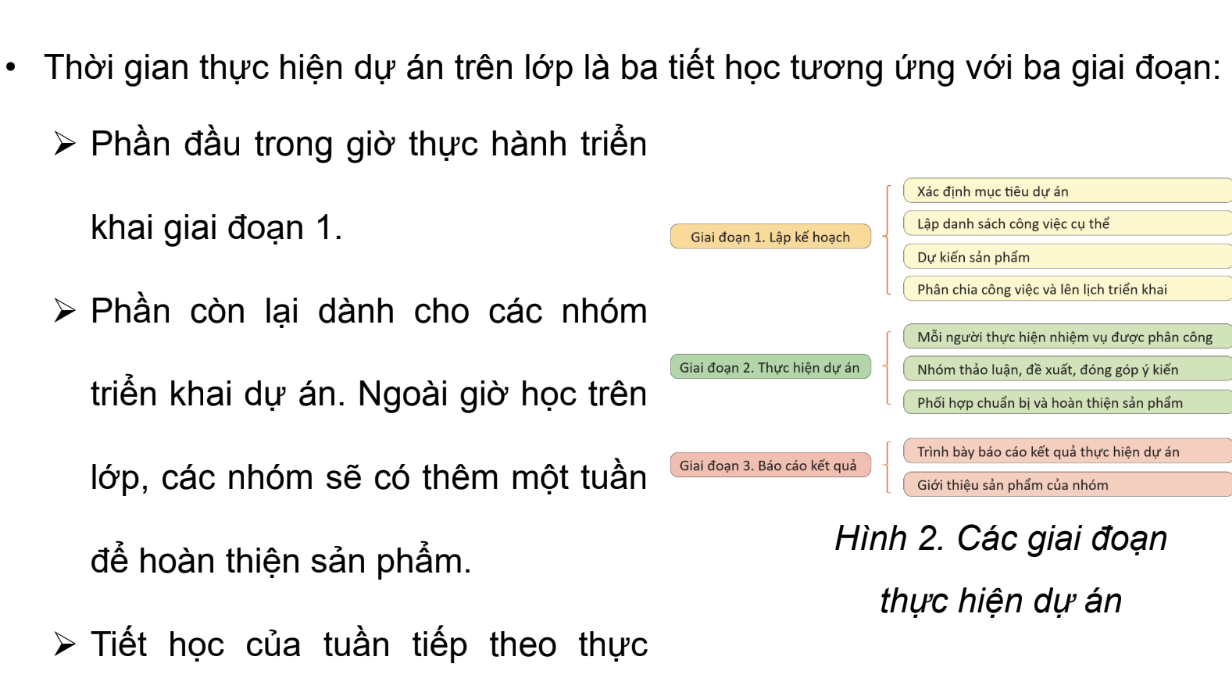 • Thời gian thực hiện dự án trên lớp là ba tiết học tương ứng với ba giai đoạn:
➢ Phần đầu trong giờ thực hành triển
khai giai đoạn 1.
➢ Phần còn lại dành cho các nhóm
triển khai dự án. Ngoài giờ học trên
lớp, các nhóm sẽ có thêm một tuần
để hoàn thiện sản phẩm.
➢ Tiết học của tuần tiếp theo thực
Giai đoạn 1. Lập kế hoạch
Xác định mục tiêu dự án
Lập danh sách công việc cụ thể
Dự kiến sản phẩm
Phân chia công việc và lên lịch triển khai
Giai đoạn 2. Thực hiện dự án
Mỗi người thực hiện nhiệm vụ được phân công
Nhóm thảo luận, đề xuất, đóng góp ý kiến
Phối hợp chuẩn bị và hoàn thiện sản phẩm
Giai đoạn 3. Báo cáo kết quả
Trình bày báo cáo kết quả thực hiện dự án
Giới thiệu sản phẩm của nhóm
Hình 2. Các giai đoạn
thực hiện dự án